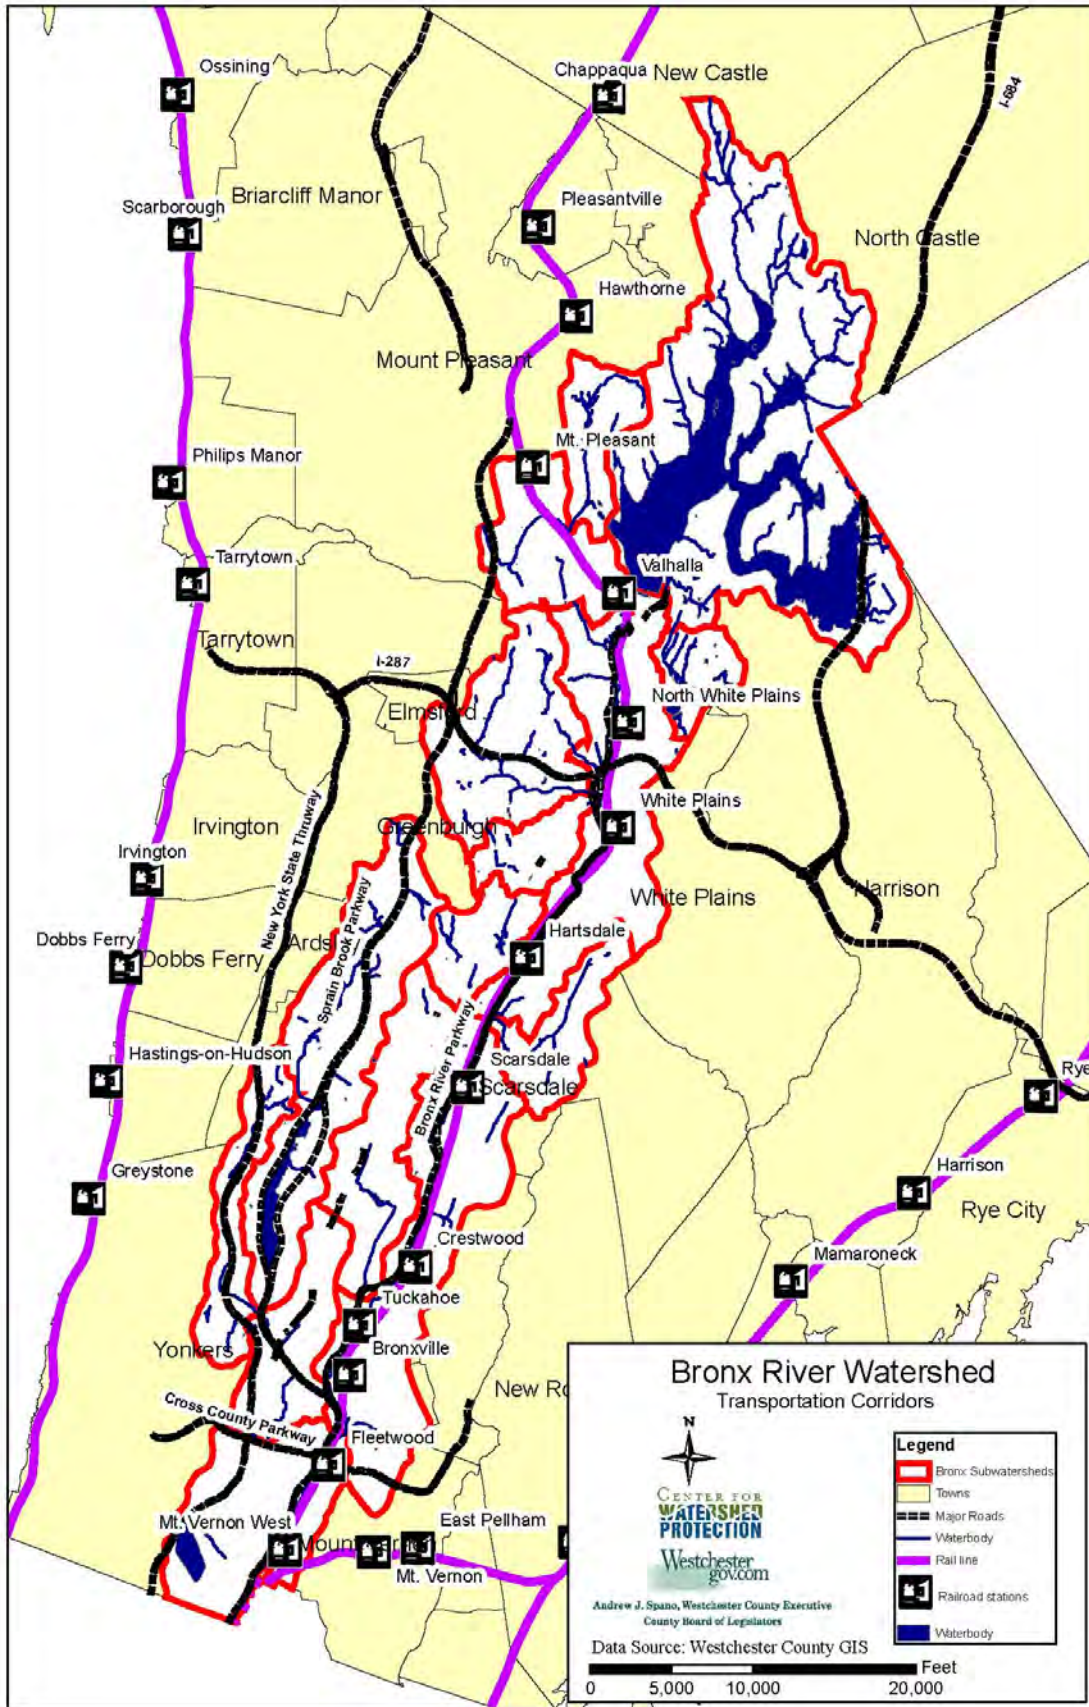 Ossining
Chappaqua
New Castle
I-684
Briarcliff Manor
Scarborough
Pleasantville
North Castle
Hawthorne
Mount Pleasant
Mt. Pleasant
Philips Manor
Tarrytown
Valhalla
Tarrytown
I-287
North White Plains
Elmsford
White Plains
Irvington
Greenburgh
New York State Thruway
Irvington
White Plains
Harrison
Sprain Brook Parkway
Hartsdale
Dobbs Ferry
Dobbs Ferry
Ardsl
Bronx River Parkway
Hastings-on-Hudson
Scarsdale
Scarsdale
Rye
Greystone
Harrison
Rye City
Crestwood
Mamaroneck
Tuckahoe
Yonkers
Bronxville
New Ro
Cross County Parkway
Fleetwood
Mt. Vernon West
East Pellham
Mt. Vernon
Bronx River Watershed
Transportation Corridors
N
CENTER FOR
WATERSHED
PROTECTION
Westchester
gov.com
Andrew J. Spano, Westchester County Executive
County Board of Legislators
Data Source: Westchester County GIS
Legend
Bronx Subwatersheds
Towns
Major Roads
Waterbody
Rail line
Railroad stations
Waterbody
Feet
0 5,000 10,000 20,000